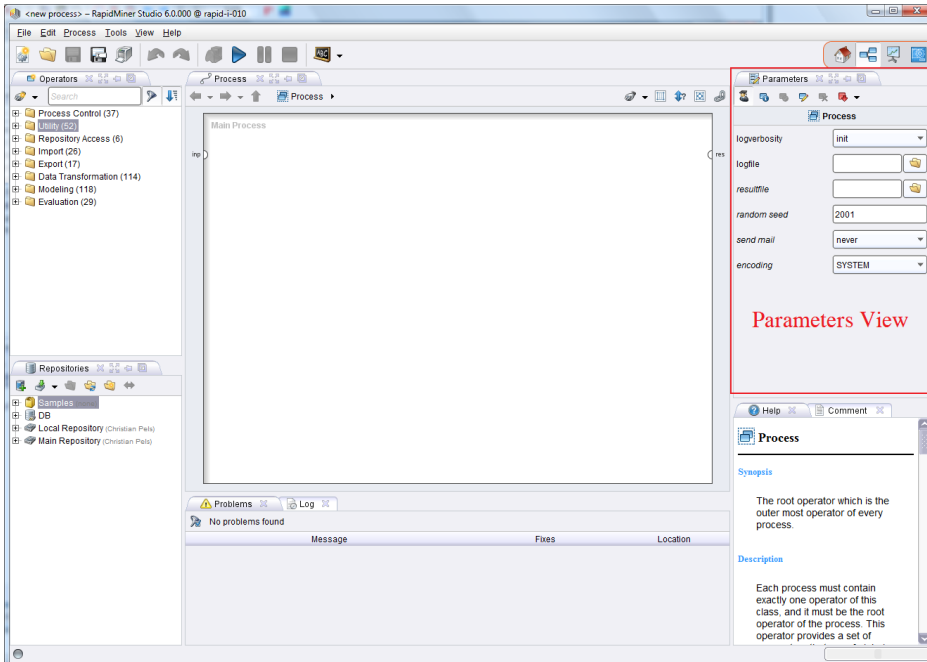 <new process> – RapidMiner Studio 6.0.000 @ rapid-i-010
File Edit Process Tools View Help
Operators
Search
Process Control (37)
Utility (52)
Repository Access (6)
Import (26)
Export (17)
Data Transformation (114)
Modeling (118)
Evaluation (29)
Repositories
Samples
DB
Local Repository (Christian Pels)
Main Repository (Christian Pels)
Process
Process
Main Process
inp
res
Problems
Log
No problems found
Message Fixes Location
Parameters
Process
logverbosity init
logfile
resultfile
random seed 2001
send mail never
encoding SYSTEM
Parameters View
Help
Comment
Process
Synopsis
The root operator which is the
outer most operator of every
process.
Description
Each process must contain
exactly one operator of this
class, and it must be the root
operator of the process. This
operator provides a set of